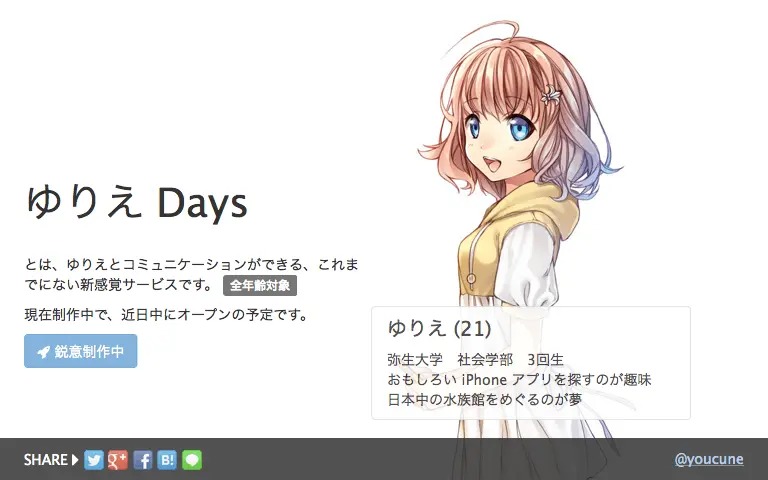 ゆりえ Days
とは、ゆりえとコミュニケーションができる、これま
でにない新感覚サービスです。 全年齢対象
現在制作中で、近日中にオープンの予定です。
鋭意制作中
ゆりえ (21)
弥生大学　社会学部　3回生
おもしろい iPhone アプリを探すのが趣味
日本中の水族館をめぐるのが夢
SHARE B! @youcune